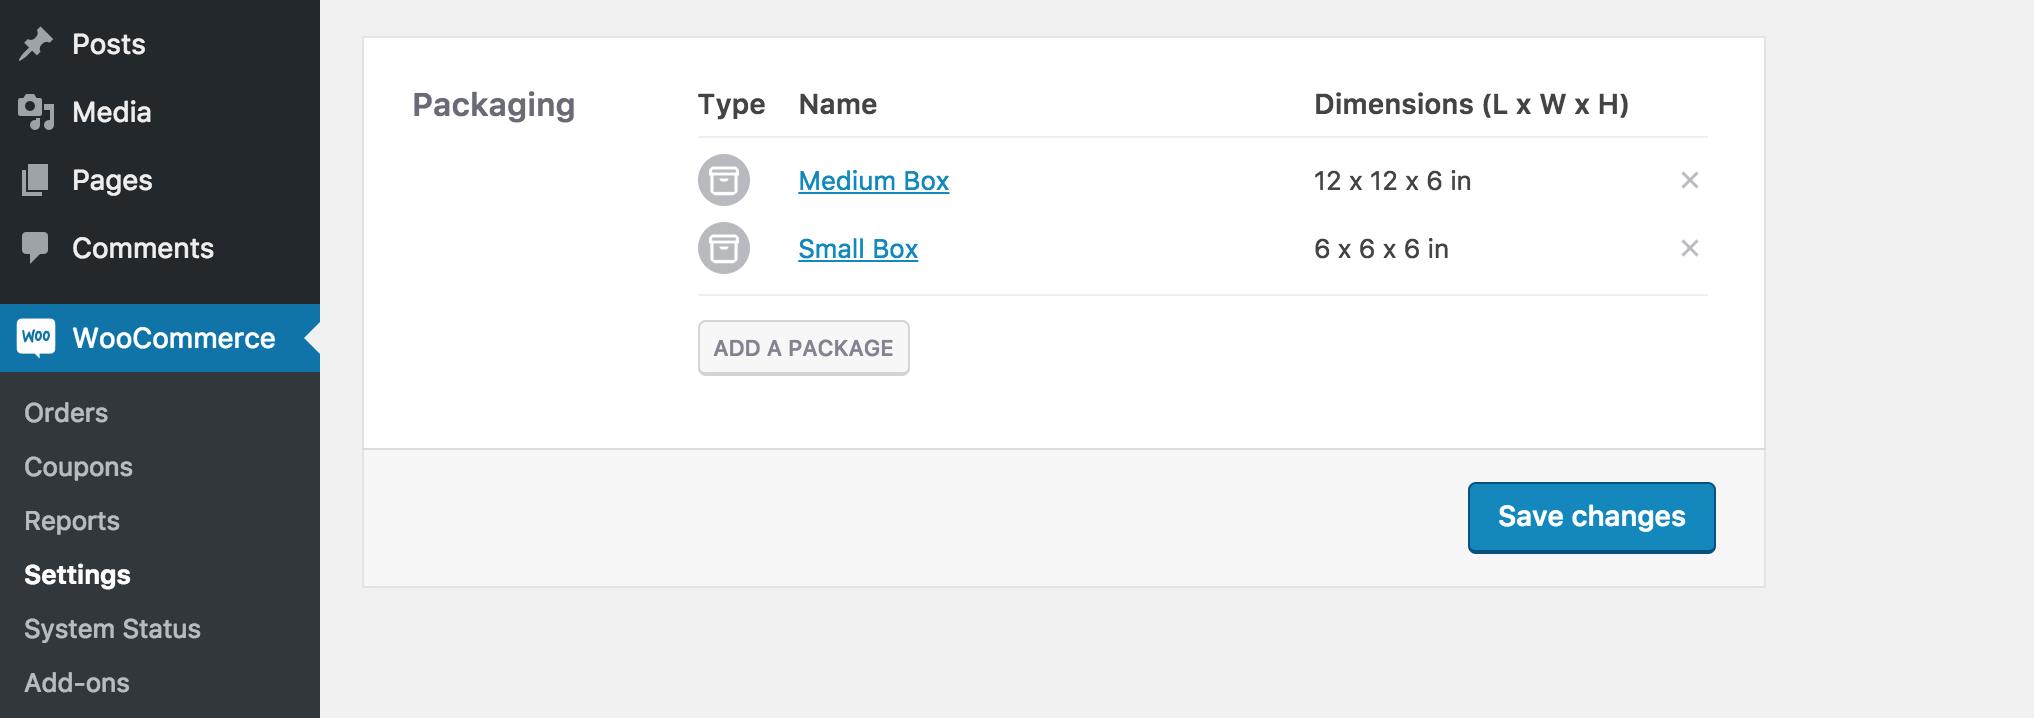 Posts
Media
Pages
Comments
Woo WooCommerce
Orders
Coupons
Reports
Settings
System Status
Add-ons
Packaging
Type Name Dimensions (L x W x H)
Medium Box 12 x 12 x 6 in ×
Small Box 6 x 6 x 6 in ×
ADD A PACKAGE
Save changes